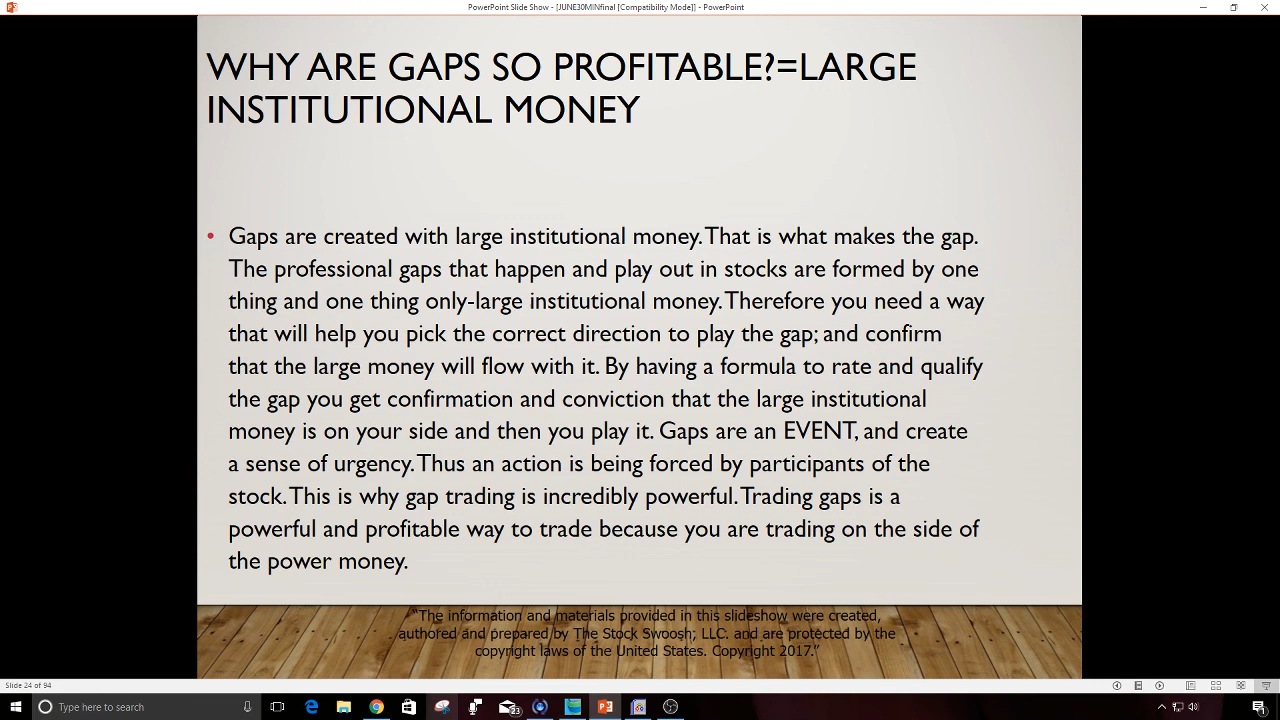 PowerPoint Slide Show - [JUNE30MINfinal [Compatibility Mode]] - PowerPoint
WHY ARE GAPS SO PROFITABLE?=LARGE
INSTITUTIONAL MONEY
• Gaps are created with large institutional money. That is what makes the gap.
The professional gaps that happen and play out in stocks are formed by one
thing and one thing only-large institutional money. Therefore you need a way
that will help you pick the correct direction to play the gap; and confirm
that the large money will flow with it. By having a formula to rate and qualify
the gap you get confirmation and conviction that the large institutional
money is on your side and then you play it. Gaps are an EVENT, and create
a sense of urgency. Thus an action is being forced by participants of the
stock. This is why gap trading is incredibly powerful. Trading gaps is a
powerful and profitable way to trade because you are trading on the side of
the power money.
"The information and materials provided in this slideshow were created,
authored and prepared by The Stock Swoosh; LLC. and are protected by the
copyright laws of the United States. Copyright 2017."
Slide 24 of 94
Type here to search
23